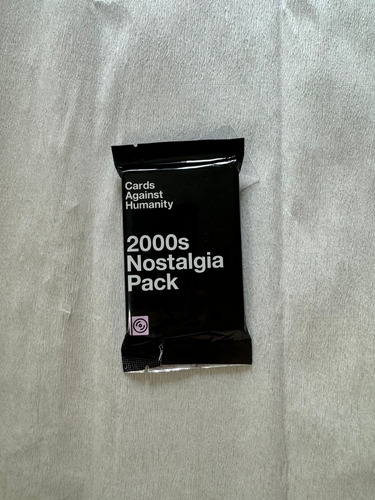 Cards
Against
Humanity
2000s
Nostalgia
Pack